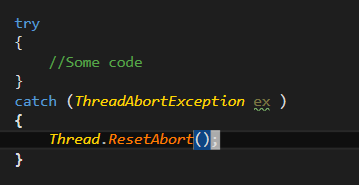 try
{
//Some code
}
catch (ThreadAbortException ex )
{
Thread.ResetAbort();
}